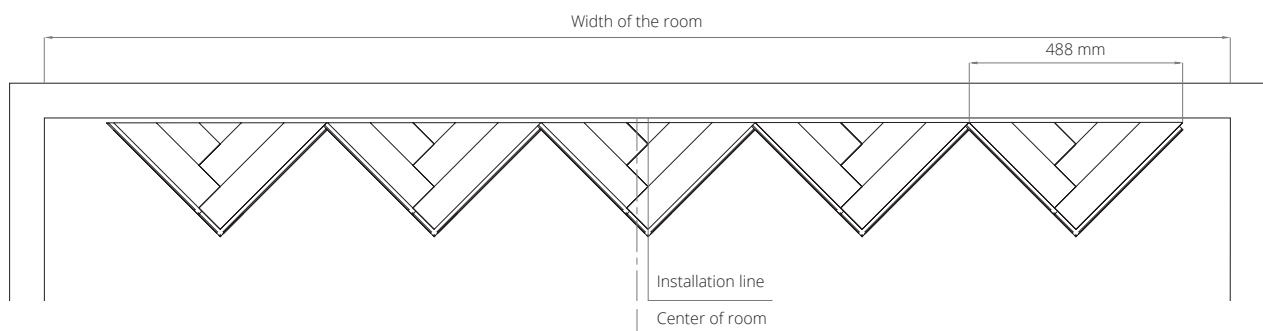 Width of the room
488 mm
Installation line
Center of room